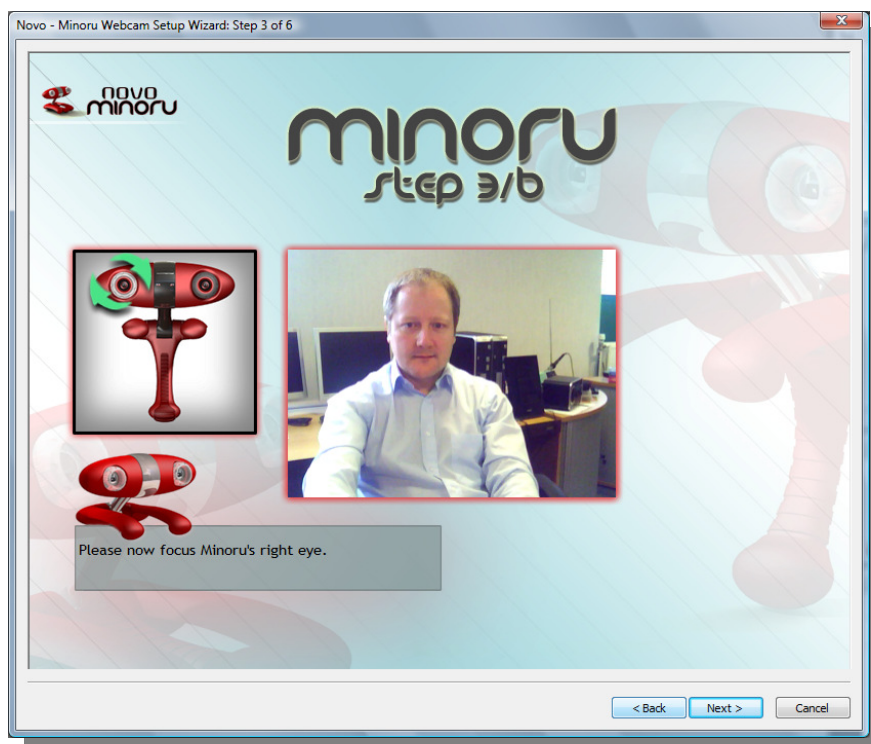 Novo - Minoru Webcam Setup Wizard: Step 3 of 6
novo
minoru
minoru
step 3/6
Please now focus Minoru's right eye.
< Back
Next >
Cancel